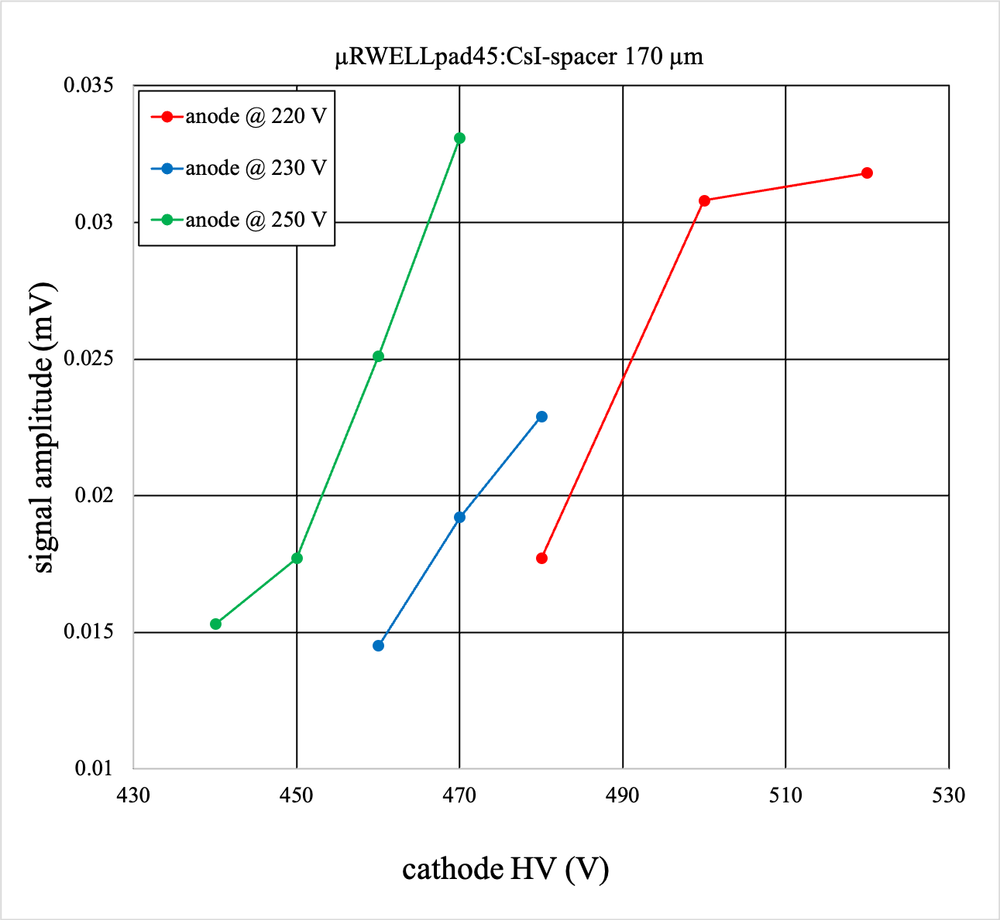 µRWELLpad45:CsI-spacer 170 µm
0.035
anode @ 220 V
anode @ 230 V
anode @ 250 V
0.03
0.025
0.02
0.015
0.01
signal amplitude (mV)
430 450 470 490 510 530
cathode HV (V)